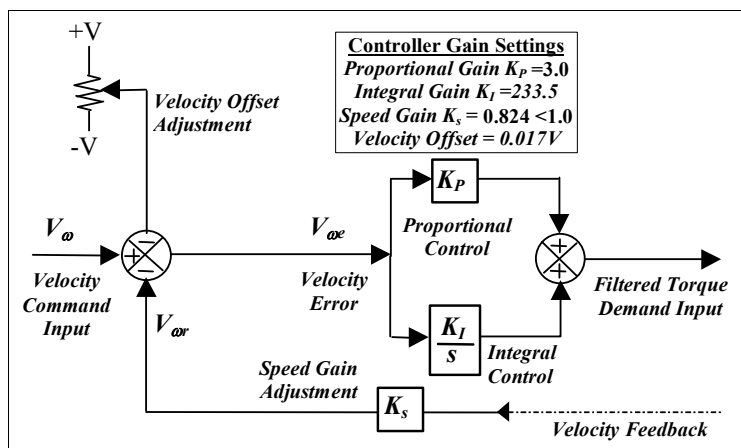 +V
-V
Velocity Offset
Adjustment
Controller Gain Settings
Proportional Gain K_P =3.0
Integral Gain K_I =233.5
Speed Gain K_s = 0.824 <1.0
Velocity Offset = 0.017V
K_P
Proportional
Control
V_ω
Velocity
Command
Input
−
+
−
V_ωe
Velocity
Error
+
+
Filtered Torque
Demand Input
V_ωr
K_I
s
Integral
Control
Speed Gain
Adjustment
K_s
Velocity Feedback